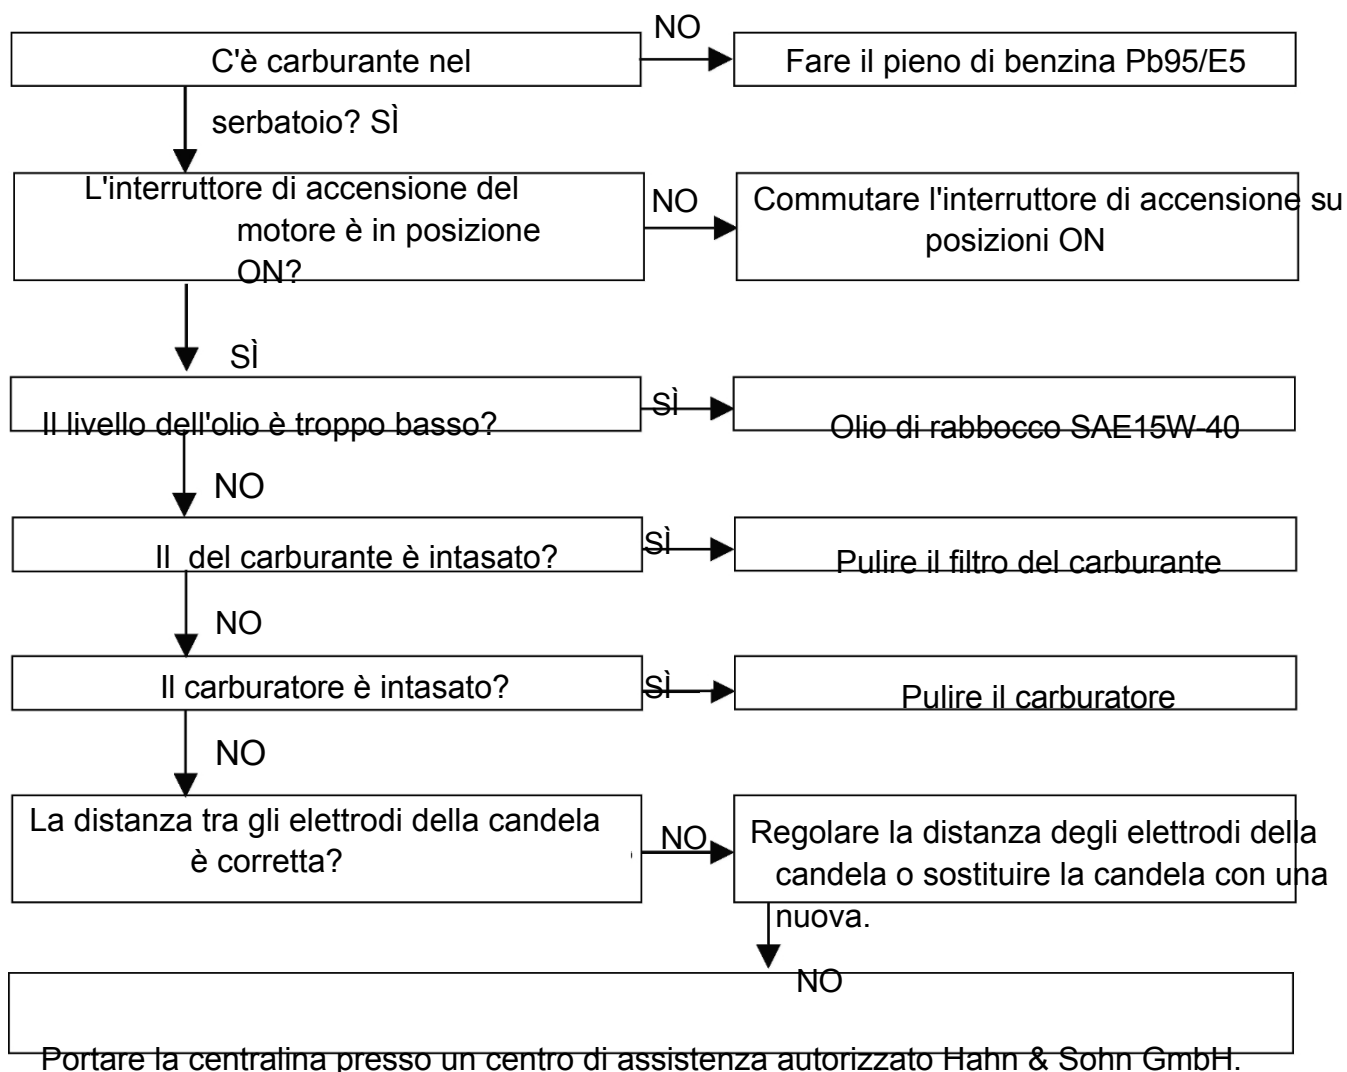 NO
C'è carburante nel
Fare il pieno di benzina Pb95/E5
serbatoio? SÌ
L'interruttore di accensione del
motore è in posizione
ON?
NO
Commutare l'interruttore di accensione su
posizioni ON
SÌ
Il livello dell'olio è troppo basso?
SÌ
Olio di rabbocco SAE15W-40
NO
Il  del carburante è intasato?
SÌ
Pulire il filtro del carburante
NO
Il carburatore è intasato?
SÌ
Pulire il carburatore
NO
La distanza tra gli elettrodi della candela
è corretta?
NO
Regolare la distanza degli elettrodi della
candela o sostituire la candela con una
nuova.
NO
Portare la centralina presso un centro di assistenza autorizzato Hahn & Sohn GmbH.